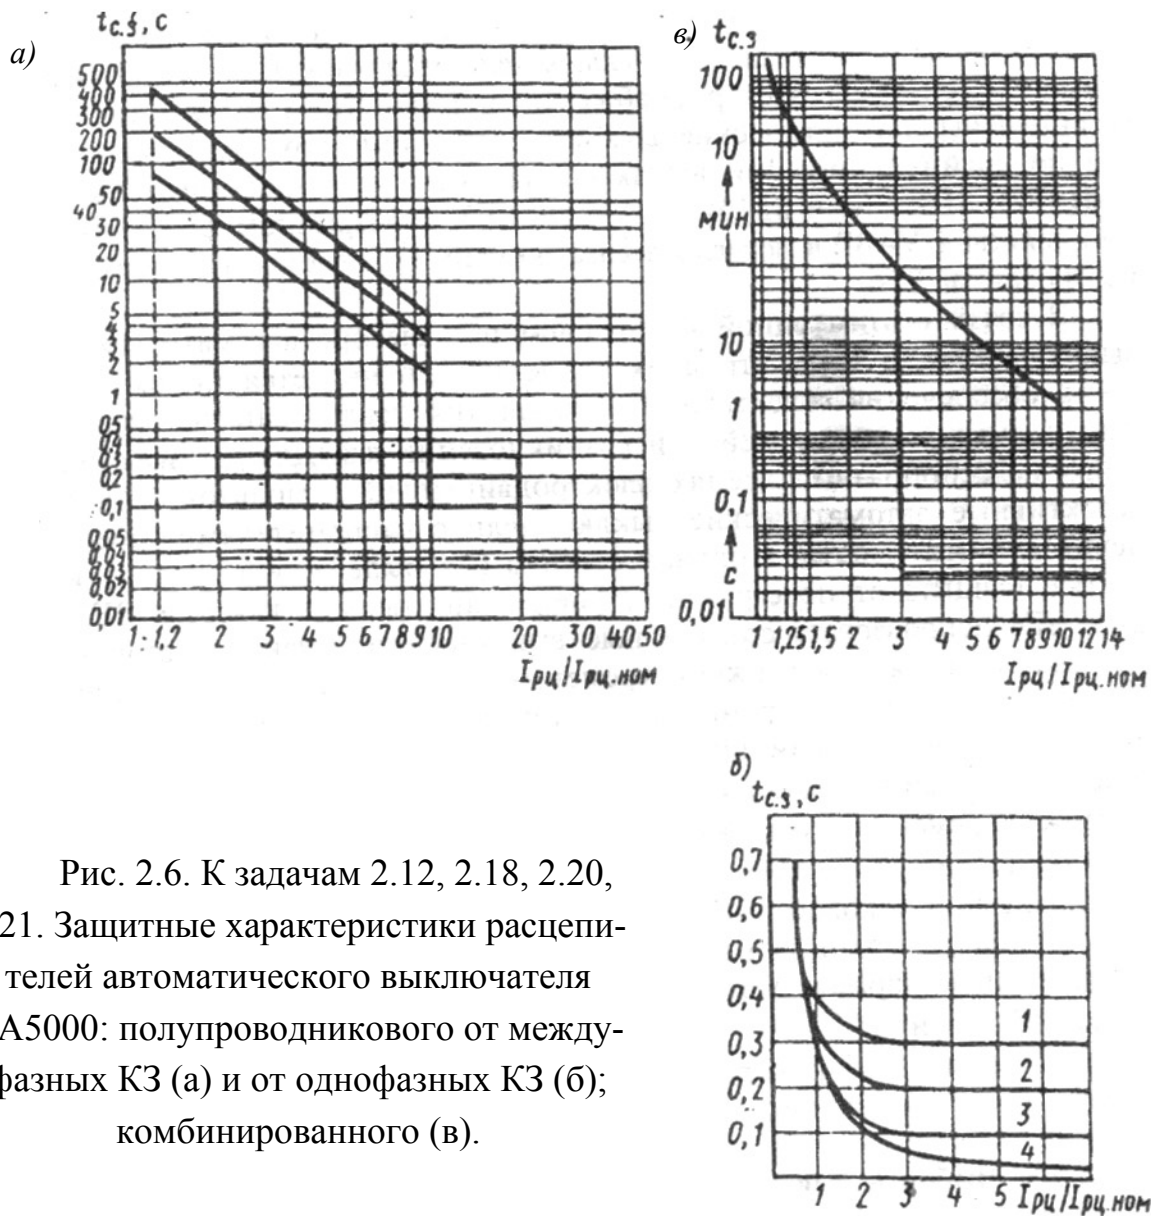 а)
t с.з, с
500
400
300
200
100
50
40
30
20
10
5
4
3
2
1
0,5
0,4
0,3
0,2
0,1
0,05
0,04
0,03
0,02
0,01
1 1,2 2 3 4 5 6 7 8 9 10 20 30 40 50
Iрц/Iрц.ном
в) t с.з
100
10
мин
10
1
0,1
с
0,01
1 1,25 1,5 2 3 4 5 6 7 8 9 10 12 14
Iрц/Iрц.ном
б)
t с.з, с
0,7
0,6
0,5
0,4
0,3
0,2
0,1
1
2
3
4
1 2 3 4 5 Iрц/Iрц.ном
Рис. 2.6. К задачам 2.12, 2.18, 2.20,
21. Защитные характеристики расцепи-
телей автоматического выключателя
А5000: полупроводникового от между-
фазных КЗ (а) и от однофазных КЗ (б);
комбинированного (в).